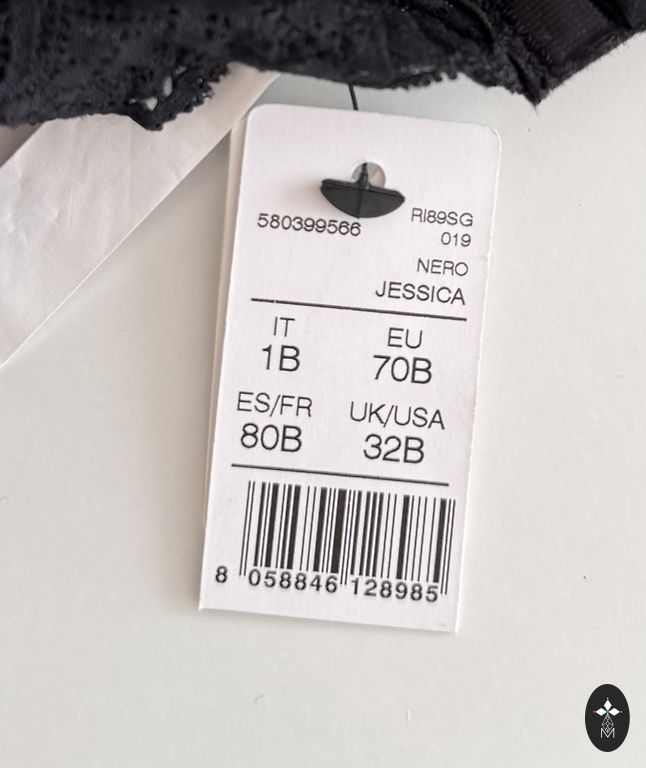 580399566
RI89SG
019
NERO
JESSICA
IT EU
1B 70B
ES/FR UK/USA
80B 32B
8 058846 128985
M